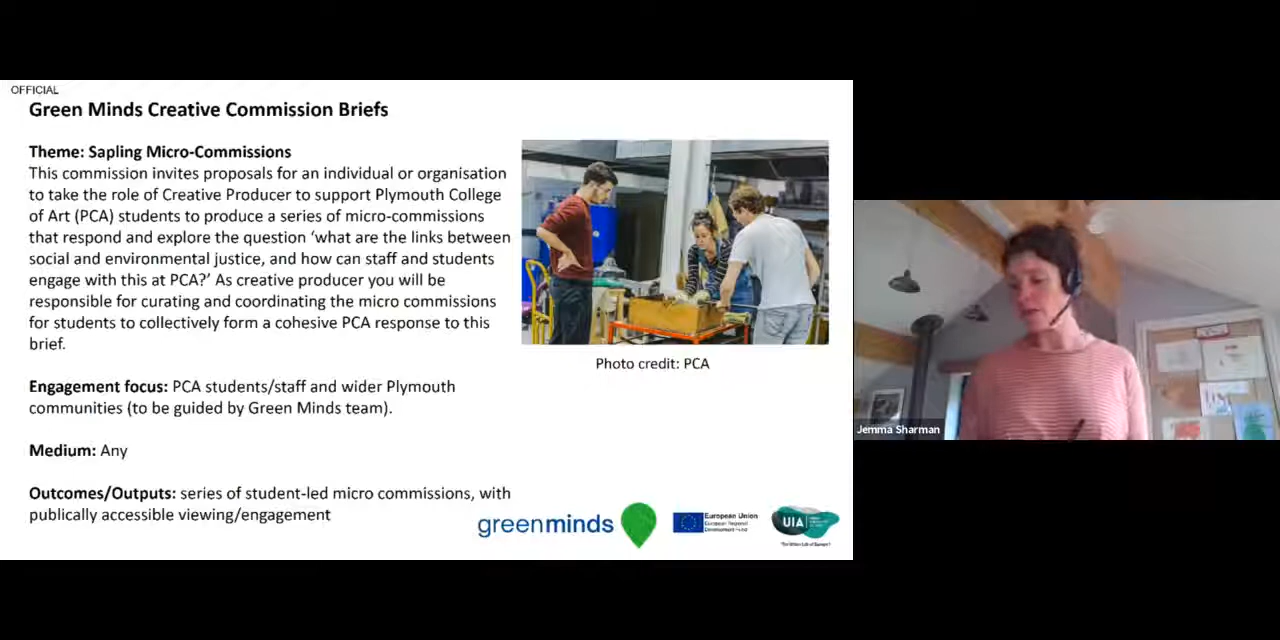 OFFICIAL
Green Minds Creative Commission Briefs
Theme: Sapling Micro-Commissions
This commission invites proposals for an individual or organisation
to take the role of Creative Producer to support Plymouth College
of Art (PCA) students to produce a series of micro-commissions
that respond and explore the question ‘what are the links between
social and environmental justice, and how can staff and students
engage with this at PCA?’ As creative producer you will be
responsible for curating and coordinating the micro commissions
for students to collectively form a cohesive PCA response to this
brief.
Engagement focus: PCA students/staff and wider Plymouth
communities (to be guided by Green Minds team).
Medium: Any
Outcomes/Outputs: series of student-led micro commissions, with
publically accessible viewing/engagement
Photo credit: PCA
greenminds
European Union
European Regional
Development Fund
UIA
Jemma Sharman